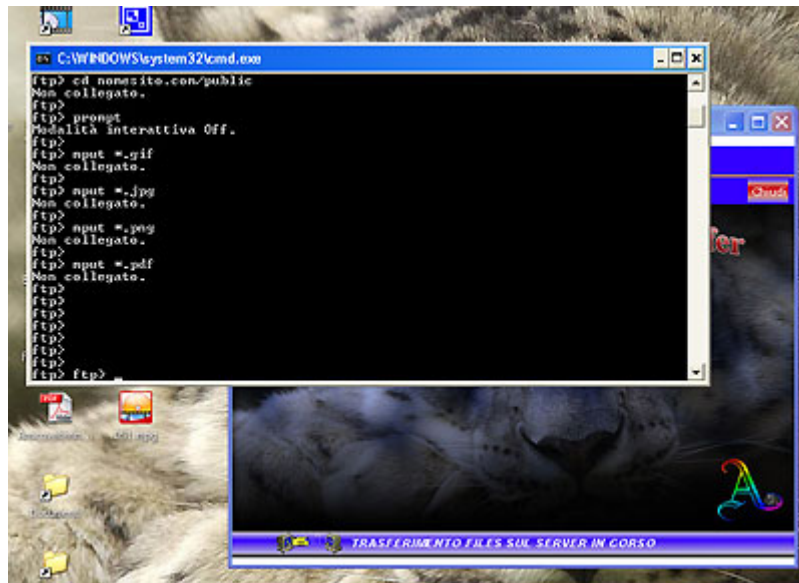 C:\WINDOWS\system32\cmd.exe
ftp> cd nomesito.com/public
Non collegato.
ftp>
ftp> prompt
Modalità interattiva Off.
ftp>
ftp> mput *.gif
Non collegato.
ftp>
ftp> mput *.jpg
Non collegato.
ftp>
ftp> mput *.png
Non collegato.
ftp>
ftp> mput *.pdf
Non collegato.
ftp>
ftp>
ftp>
ftp>
ftp>
ftp>
ftp>
ftp> ftp> _
Chiudi
fer
PDF
TRASFERIMENTO FILES SUL SERVER IN CORSO
A